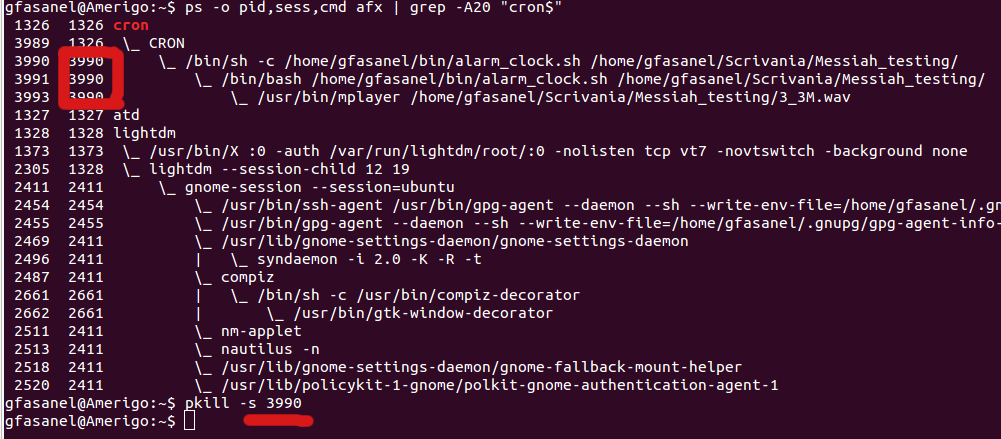 gfasanel@Amerigo:~$ ps -o pid,sess,cmd afx | grep -A20 "cron$"
1326 1326 cron
3989 1326 \_ CRON
3990 3990 \_ /bin/sh -c /home/gfasanel/bin/alarm_clock.sh /home/gfasanel/Scrivania/Messiah_testing/
3991 3990 \_ /bin/bash /home/gfasanel/bin/alarm_clock.sh /home/gfasanel/Scrivania/Messiah_testing/
3993 3990 \_ /usr/bin/mplayer /home/gfasanel/Scrivania/Messiah_testing/3_3M.wav
1327 1327 atd
1328 1328 lightdm
1373 1373 \_ /usr/bin/X :0 -auth /var/run/lightdm/root/:0 -nolisten tcp vt7 -novtswitch -background none
2305 1328 \_ lightdm --session-child 12 19
2411 2411 \_ gnome-session --session=ubuntu
2454 2454 \_ /usr/bin/ssh-agent /usr/bin/gpg-agent --daemon --sh --write-env-file=/home/gfasanel/.gn
2455 2455 \_ /usr/bin/gpg-agent --daemon --sh --write-env-file=/home/gfasanel/.gnupg/gpg-agent-info-
2469 2411 \_ /usr/lib/gnome-settings-daemon/gnome-settings-daemon
2496 2411 | \_ syndaemon -i 2.0 -K -R -t
2487 2411 \_ compiz
2661 2661 | \_ /bin/sh -c /usr/bin/compiz-decorator
2662 2661 | \_ /usr/bin/gtk-window-decorator
2511 2411 \_ nm-applet
2513 2411 \_ nautilus -n
2518 2411 \_ /usr/lib/gnome-settings-daemon/gnome-fallback-mount-helper
2520 2411 \_ /usr/lib/policykit-1-gnome/polkit-gnome-authentication-agent-1
gfasanel@Amerigo:~$ pkill -s 3990
gfasanel@Amerigo:~$